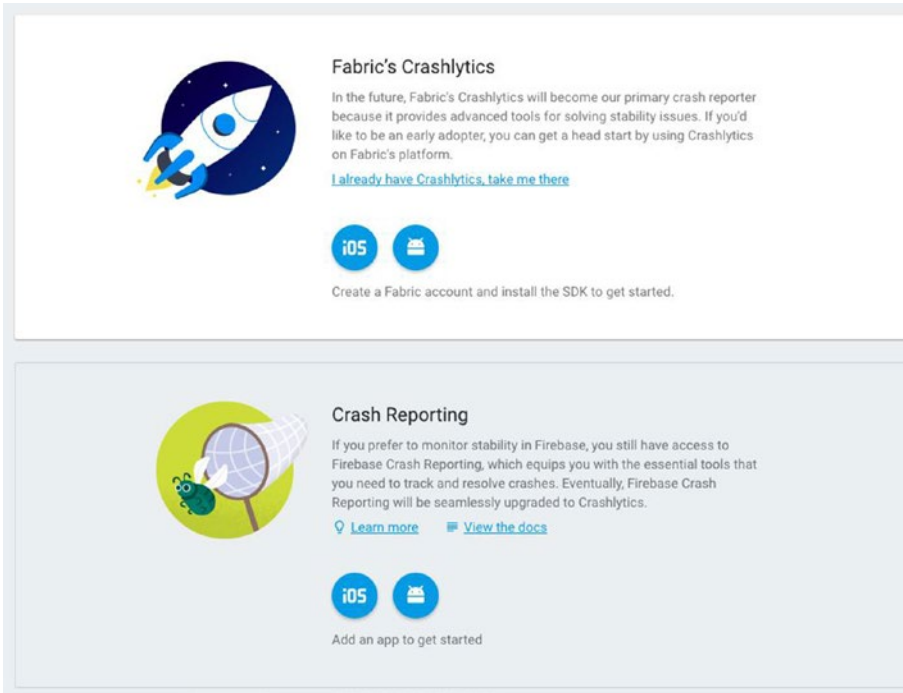 Fabric's Crashlytics
In the future, Fabric's Crashlytics will become our primary crash reporter
because it provides advanced tools for solving stability issues. If you'd
like to be an early adopter, you can get a head start by using Crashlytics
on Fabric's platform.
I already have Crashlytics, take me there
iOS
Create a Fabric account and install the SDK to get started.
Crash Reporting
If you prefer to monitor stability in Firebase, you still have access to
Firebase Crash Reporting, which equips you with the essential tools that
you need to track and resolve crashes. Eventually, Firebase Crash
Reporting will be seamlessly upgraded to Crashlytics.
Learn more View the docs
iOS
Add an app to get started